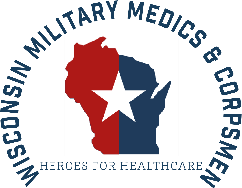 WISCONSIN MILITARY MEDICS & CORPSMEN
HEROES FOR HEALTHCARE